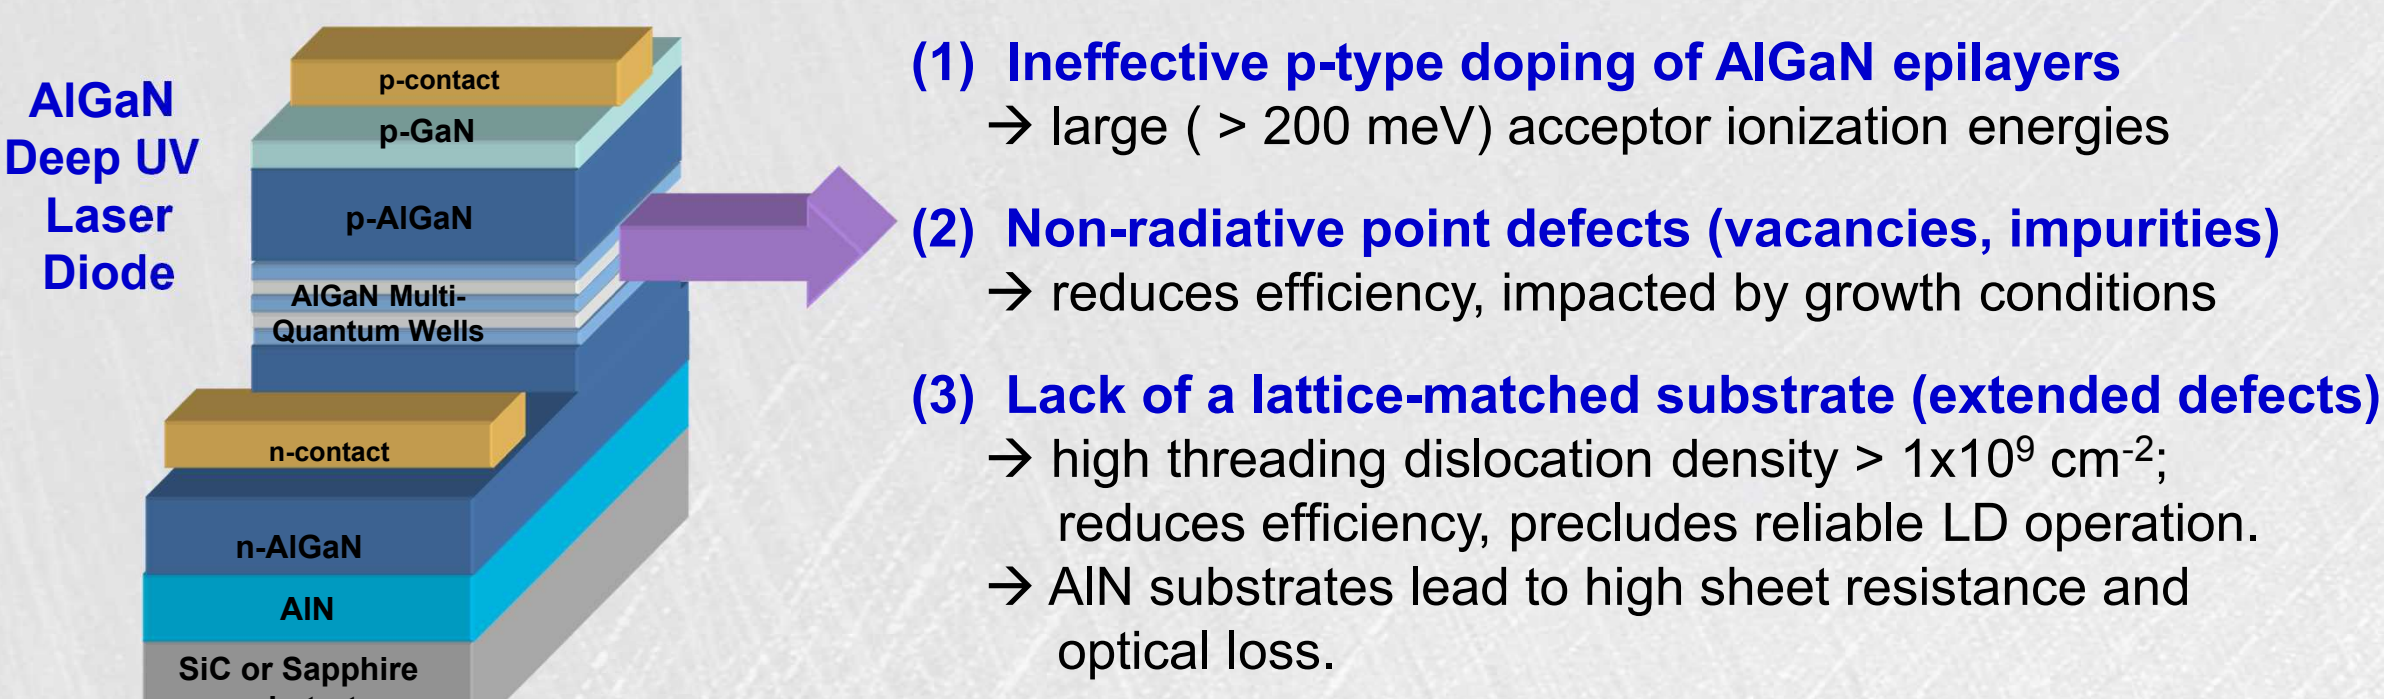 AlGaN
Deep UV
Laser
Diode
p-contact
p-GaN
p-AlGaN
AlGaN Multi-
Quantum Wells
n-contact
n-AlGaN
AlN
SiC or Sapphire
(1) Ineffective p-type doping of AlGaN epilayers
→ large ( > 200 meV) acceptor ionization energies
(2) Non-radiative point defects (vacancies, impurities)
→ reduces efficiency, impacted by growth conditions
(3) Lack of a lattice-matched substrate (extended defects)
→ high threading dislocation density > 1x10⁹ cm⁻²;
reduces efficiency, precludes reliable LD operation.
→ AlN substrates lead to high sheet resistance and
optical loss.